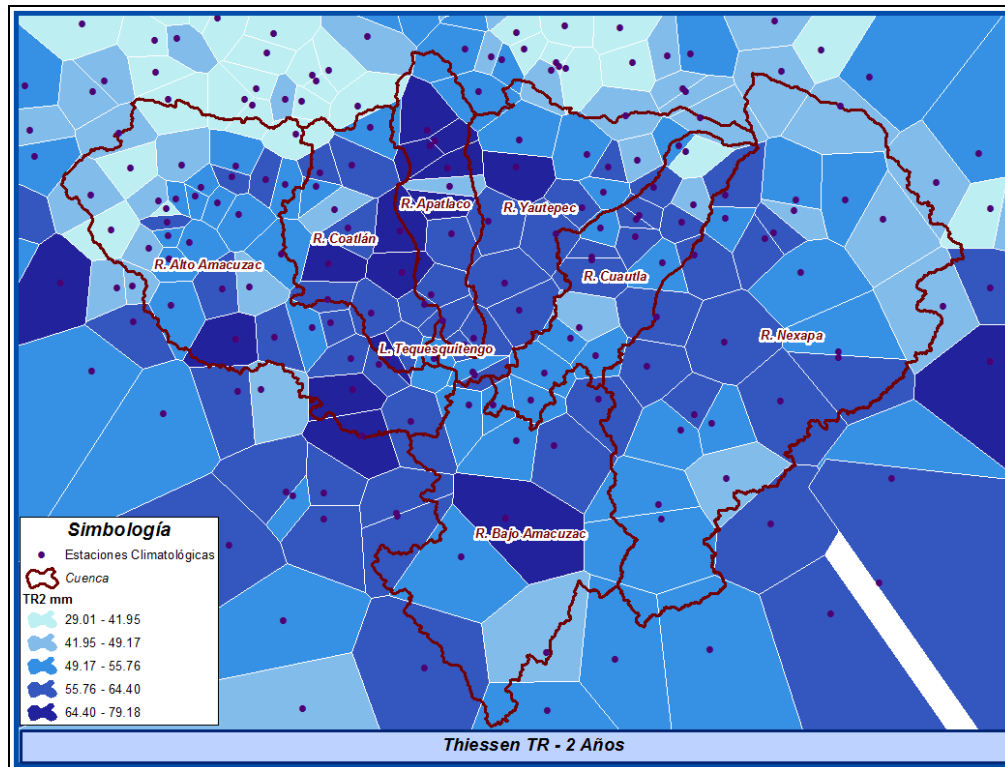 R. Apatlaco
R. Yautepec
R. Coatlán
R. Alto Amacuzac
R. Cuautla
R. Nexapa
L. Tequesquitengo
R. Bajo Amacuzac
Simbología
Estaciones Climatológicas
Cuenca
TR2 mm
29.01 - 41.95
41.95 - 49.17
49.17 - 55.76
55.76 - 64.40
64.40 - 79.18
Thiessen TR - 2 Años